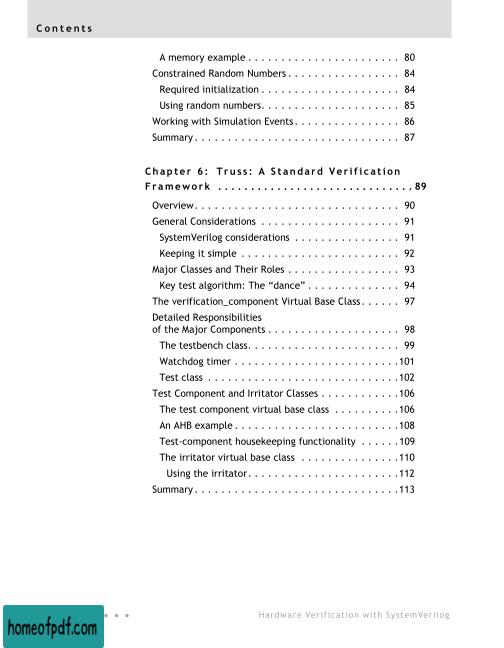 Contents
A memory example . . . . . . . . . . . . . . . . . . . . . . . 80
Constrained Random Numbers . . . . . . . . . . . . . . . . . 84
Required initialization . . . . . . . . . . . . . . . . . . . . . 84
Using random numbers. . . . . . . . . . . . . . . . . . . . . 85
Working with Simulation Events. . . . . . . . . . . . . . . . 86
Summary . . . . . . . . . . . . . . . . . . . . . . . . . . . . . . . 87
Chapter 6: Truss: A Standard Verification
Framework . . . . . . . . . . . . . . . . . . . . . . . . . . . . . . 89
Overview. . . . . . . . . . . . . . . . . . . . . . . . . . . . . . . 90
General Considerations . . . . . . . . . . . . . . . . . . . . . 91
SystemVerilog considerations . . . . . . . . . . . . . . . . 91
Keeping it simple . . . . . . . . . . . . . . . . . . . . . . . . 92
Major Classes and Their Roles . . . . . . . . . . . . . . . . . 93
Key test algorithm: The “dance” . . . . . . . . . . . . . . 94
The verification_component Virtual Base Class . . . . . . 97
Detailed Responsibilities
of the Major Components . . . . . . . . . . . . . . . . . . . . 98
The testbench class. . . . . . . . . . . . . . . . . . . . . . . 99
Watchdog timer . . . . . . . . . . . . . . . . . . . . . . . . .101
Test class . . . . . . . . . . . . . . . . . . . . . . . . . . . . .102
Test Component and Irritator Classes . . . . . . . . . . . .106
The test component virtual base class . . . . . . . . . .106
An AHB example . . . . . . . . . . . . . . . . . . . . . . . . .108
Test-component housekeeping functionality . . . . . .109
The irritator virtual base class . . . . . . . . . . . . . . .110
Using the irritator. . . . . . . . . . . . . . . . . . . . . . .112
Summary . . . . . . . . . . . . . . . . . . . . . . . . . . . . . . .113
Hardware Verification with SystemVerilog
homeofpdf.com